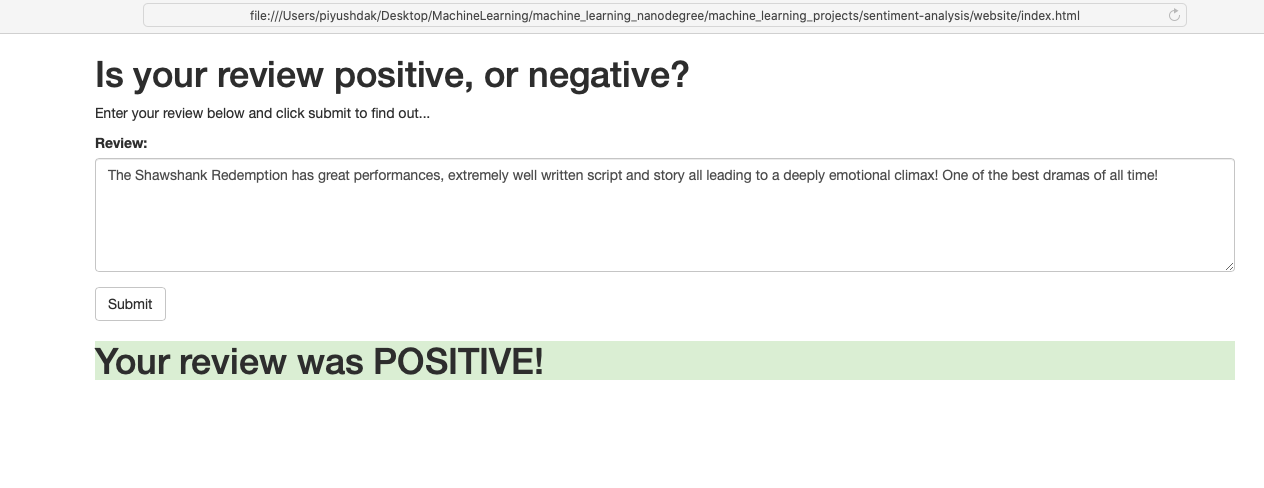 file:///Users/piyushdak/Desktop/MachineLearning/machine_learning_nanodegree/machine_learning_projects/sentiment-analysis/website/index.html
Is your review positive, or negative?
Enter your review below and click submit to find out...
Review:
The Shawshank Redemption has great performances, extremely well written script and story all leading to a deeply emotional climax! One of the best dramas of all time!
Submit
Your review was POSITIVE!